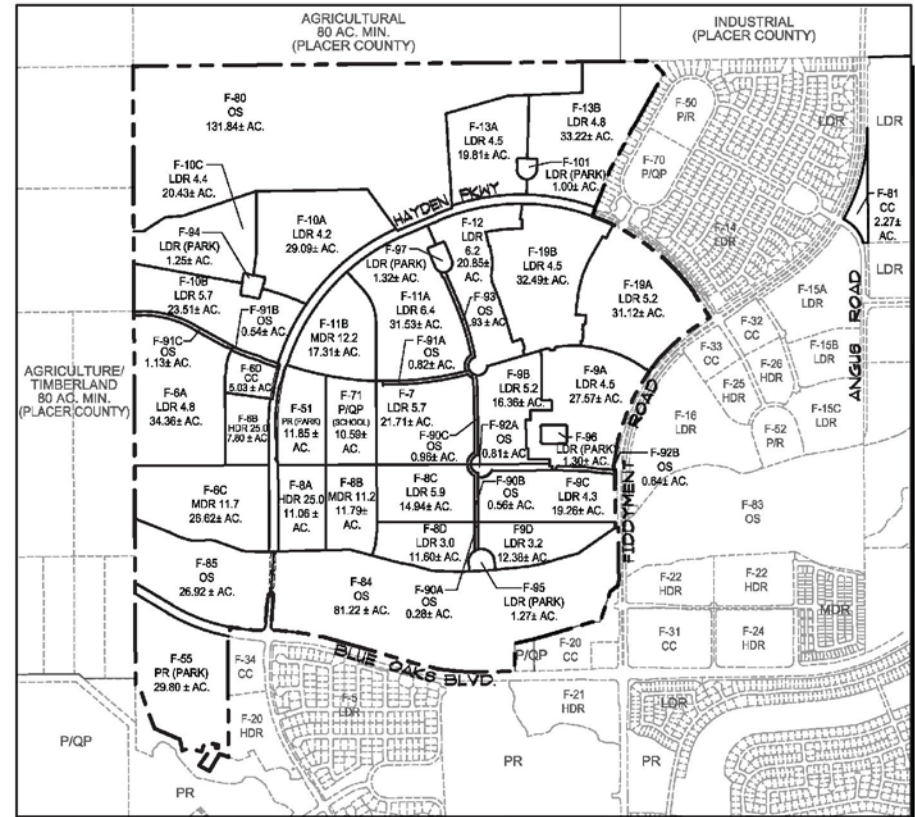 AGRICULTURAL
80 AC. MIN.
(PLACER COUNTY)
INDUSTRIAL
(PLACER COUNTY)
F-80
OS
131.84± AC.
F-13B
LDR 4.8
33.22± AC.
F-13A
LDR 4.5
19.81± AC.
F-50
P/R
LDR
LDR
F-10C
LDR 4.4
20.43± AC.
F-101
LDR (PARK)
1.00± AC.
F-70
P/QP
F-81
CC
2.27±
AC.
F-10A
LDR 4.2
29.09± AC.
HAYDEN PKWY
F-94
LDR (PARK)
1.25± AC.
F-97
LDR (PARK)
1.32± AC.
F-12
LDR
6.2
20.85±
AC.
F-14
LDR
F-19B
LDR 4.5
32.49± AC.
LDR
F-10B
LDR 5.7
23.51± AC.
F-19A
LDR 5.2
31.12± AC.
F-15A
LDR
ANGUS ROAD
F-11A
LDR 6.4
31.53± AC.
F-93
OS
.93± AC
F-91B
OS
0.54± AC.
F-11B
MDR 12.2
17.31± AC.
F-32
CC
F-91C
OS
1.13± AC.
F-91A
OS
0.82± AC.
F-33
CC
F-15B
LDR
F-26
HDR
AGRICULTURE/
TIMBERLAND
80 AC. MIN.
(PLACER COUNTY)
F-6D
CC
5.03 ± AC.
F-9B
LDR 5.2
16.36± AC.
F-9A
LDR 4.5
27.57± AC.
F-25
HDR
F-6A
LDR 4.8
34.36± AC.
F-6B
HDR 25.0
7.80 ± AC.
F-51
PR (PARK)
11.85 ±
AC.
F-71
P/QP
(SCHOOL)
10.59±
AC.
F-7
LDR 5.7
21.71± AC.
F-16
LDR
F-15C
LDR
F-52
P/R
F-90C
OS
0.96± AC.
F-92A
OS
0.81± AC.
F-96
LDR (PARK)
1.30± AC.
F-92B
OS
0.64± AC.
FIDDYMENT ROAD
F-6C
MDR 11.7
26.62± AC.
F-8A
HDR 25.0
11.06 ±
AC.
F-8B
MDR 11.2
11.79±
AC.
F-8C
LDR 5.9
14.94± AC.
F-90B
OS
0.56± AC.
F-9C
LDR 4.3
19.26± AC.
F-83
OS
F-8D
LDR 3.0
11.60± AC.
F9D
LDR 3.2
12.38± AC.
F-85
OS
26.92 ± AC.
F-84
OS
81.22 ± AC.
F-90A
OS
0.28± AC.
F-95
LDR (PARK)
1.27± AC.
F-22
HDR
F-22
HDR
MDR
F-31
CC
F-24
HDR
BLUE OAKS BLVD.
P/QP
F-20
CC
F-55
PR (PARK)
29.80 ± AC.
F-34
CC
F-5
LDR
F-21
HDR
LDR
F-20
HDR
P/QP
PR
PR
PR